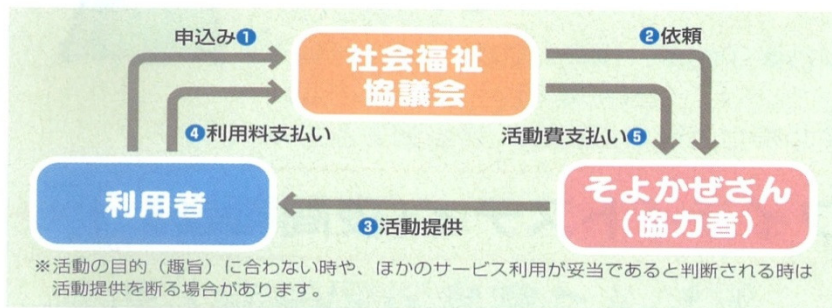 申込み❶
社会福祉
協議会
❷依頼
❹利用料支払い
活動費支払い❺
利用者
そよかぜさん
（協力者）
❸活動提供
※活動の目的（趣旨）に合わない時や、ほかのサービス利用が妥当であると判断される時は
活動提供を断る場合があります。